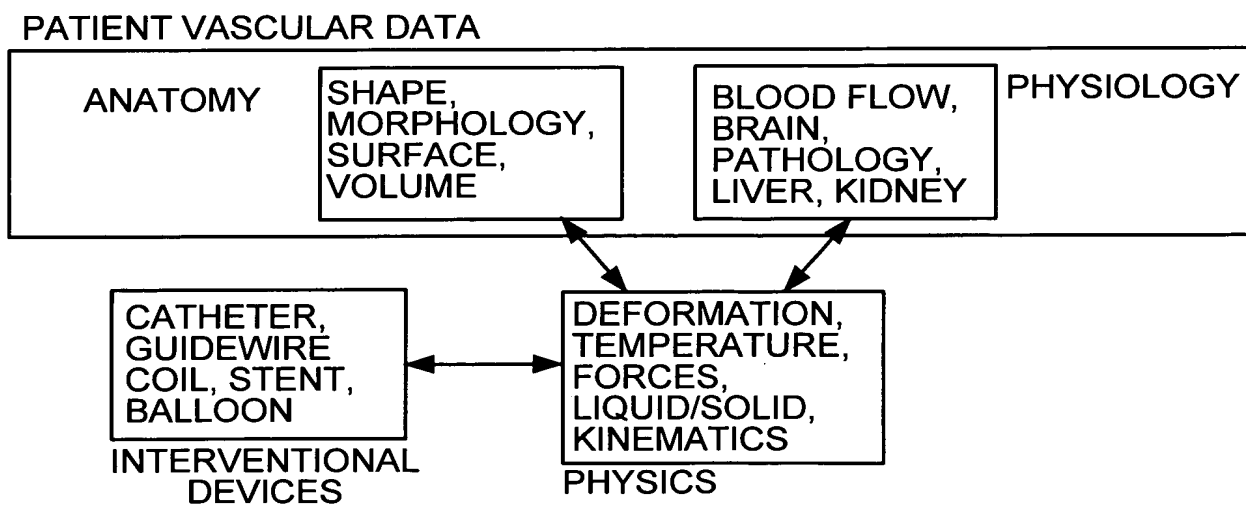 PATIENT VASCULAR DATA
ANATOMY
SHAPE,
MORPHOLOGY,
SURFACE,
VOLUME
BLOOD FLOW,
BRAIN,
PATHOLOGY,
LIVER, KIDNEY
PHYSIOLOGY
CATHETER,
GUIDEWIRE
COIL, STENT,
BALLOON
INTERVENTIONAL
DEVICES
DEFORMATION,
TEMPERATURE,
FORCES,
LIQUID/SOLID,
KINEMATICS
PHYSICS